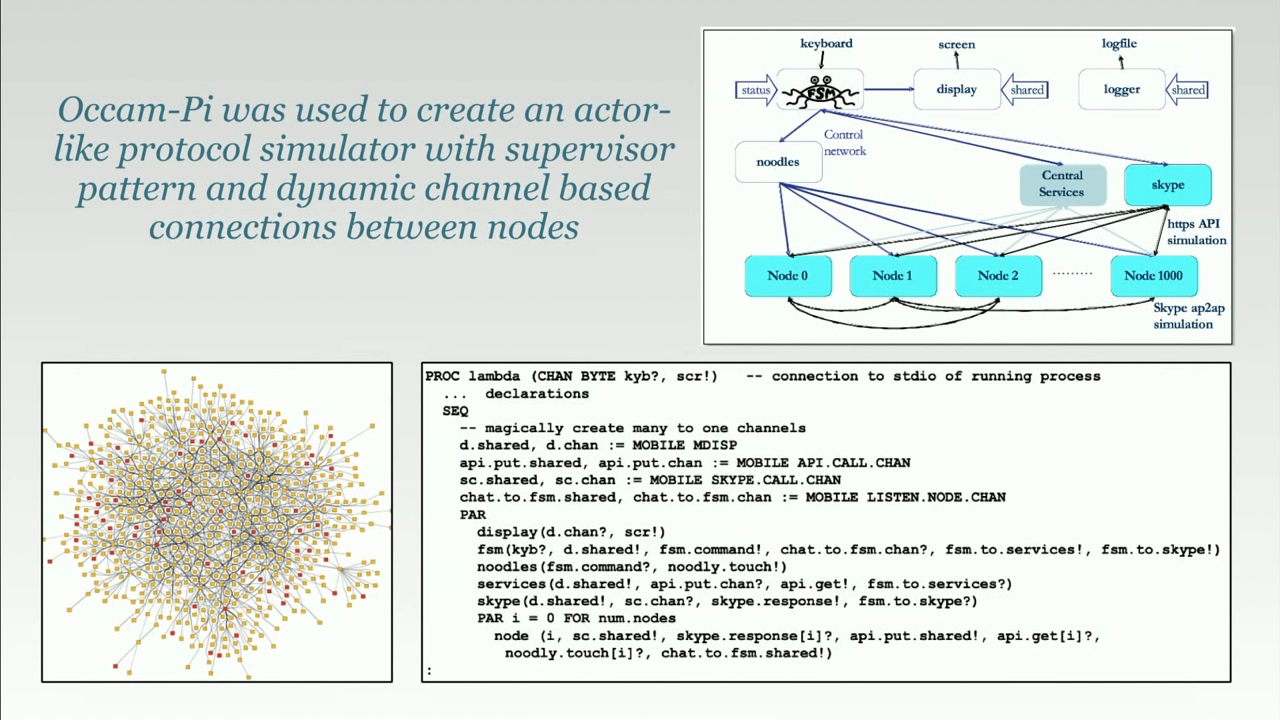 Occam-Pi was used to create an actor-
like protocol simulator with supervisor
pattern and dynamic channel based
connections between nodes
keyboard
screen
logfile
status
FSM
display
shared
logger
shared
Control
network
noodles
Central
Services
skype
https API
simulation
Node 0
Node 1
Node 2
.........
Node 1000
Skype ap2ap
simulation
PROC lambda (CHAN BYTE kyb?, scr!)   -- connection to stdio of running process
  ...  declarations
  SEQ
    -- magically create many to one channels
    d.shared, d.chan := MOBILE MDISP
    api.put.shared, api.put.chan := MOBILE API.CALL.CHAN
    sc.shared, sc.chan := MOBILE SKYPE.CALL.CHAN
    chat.to.fsm.shared, chat.to.fsm.chan := MOBILE LISTEN.NODE.CHAN
    PAR
      display(d.chan?, scr!)
      fsm(kyb?, d.shared!, fsm.command!, chat.to.fsm.chan?, fsm.to.services!, fsm.to.skype!)
      noodles(fsm.command?, noodly.touch!)
      services(d.shared!, api.put.chan?, api.get!, fsm.to.services?)
      skype(d.shared!, sc.chan?, skype.response!, fsm.to.skype?)
      PAR i = 0 FOR num.nodes
        node (i, sc.shared!, skype.response[i]?, api.put.shared!, api.get[i]?,
         noodly.touch[i]?, chat.to.fsm.shared!)
: